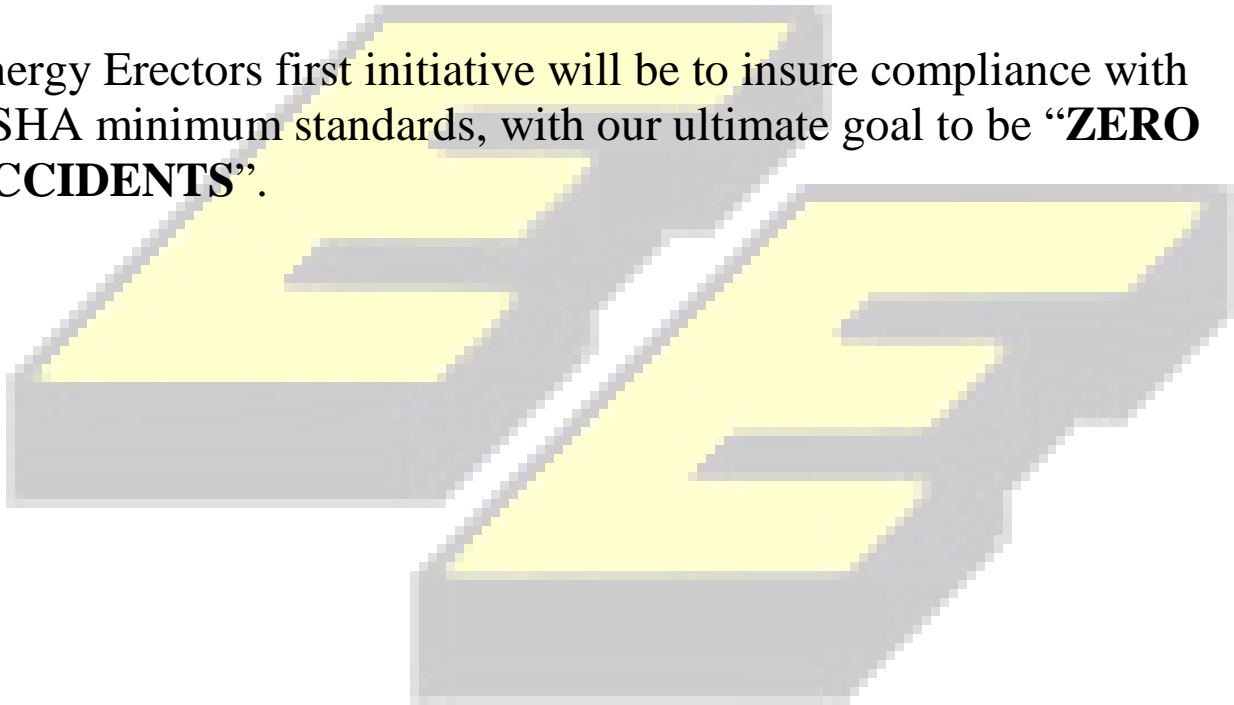 nergy Erectors first initiative will be to insure compliance with
SHA minimum standards, with our ultimate goal to be “ZERO
CCIDENTS”.